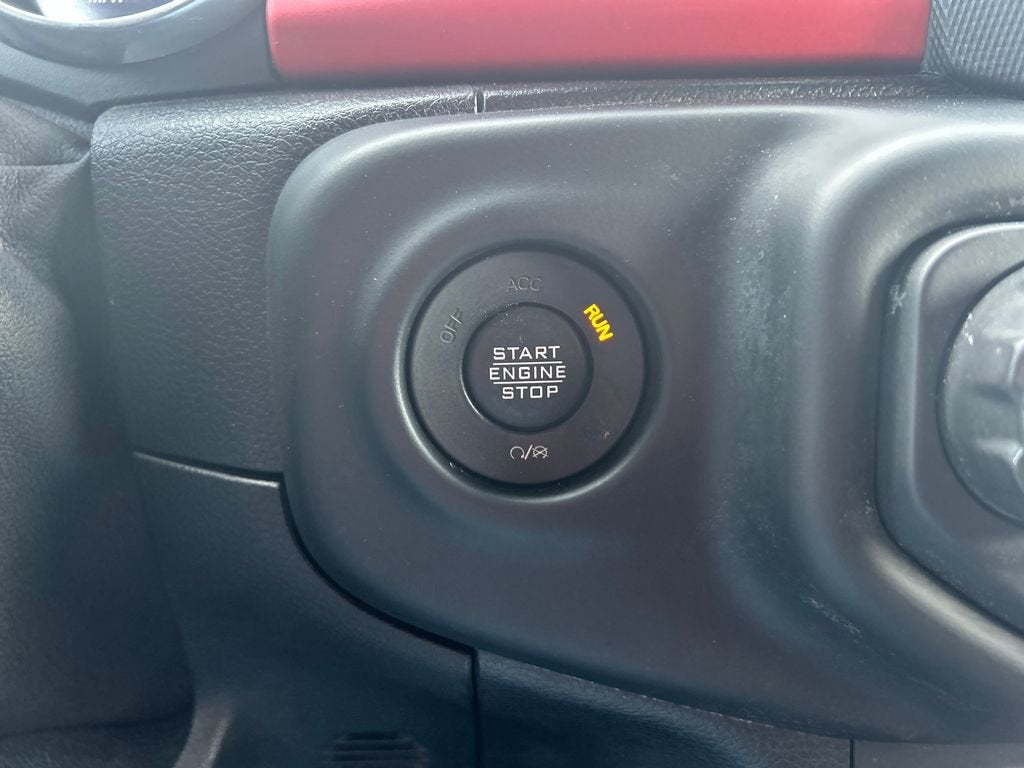 ACC
OFF
RUN
START
ENGINE
STOP